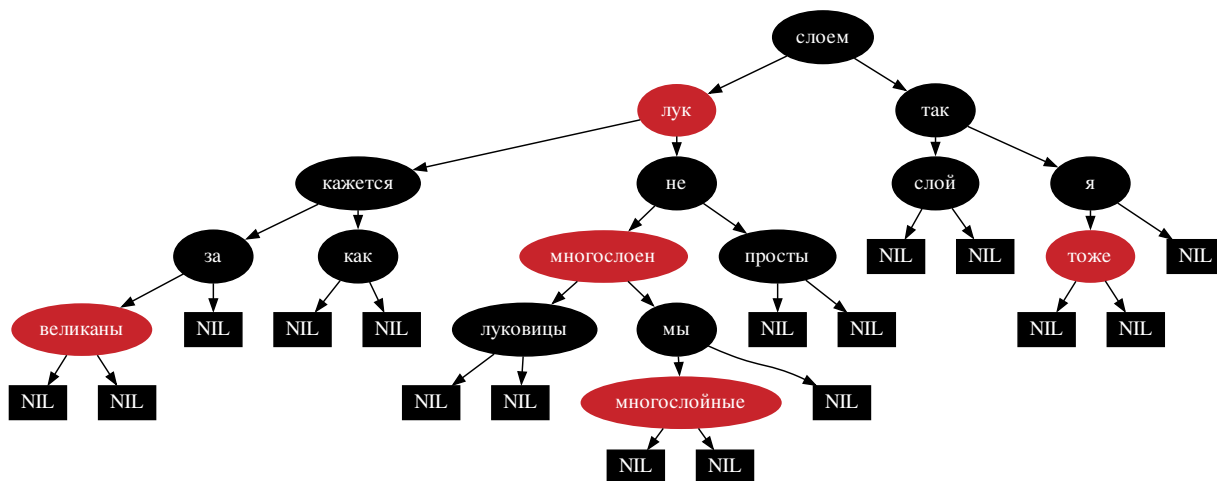 слоем
лук так
кажется не слой я
за как многослоен просты NIL NIL тоже NIL
великаны NIL NIL NIL луковицы мы NIL NIL NIL NIL
NIL NIL NIL NIL многослойные NIL
NIL NIL